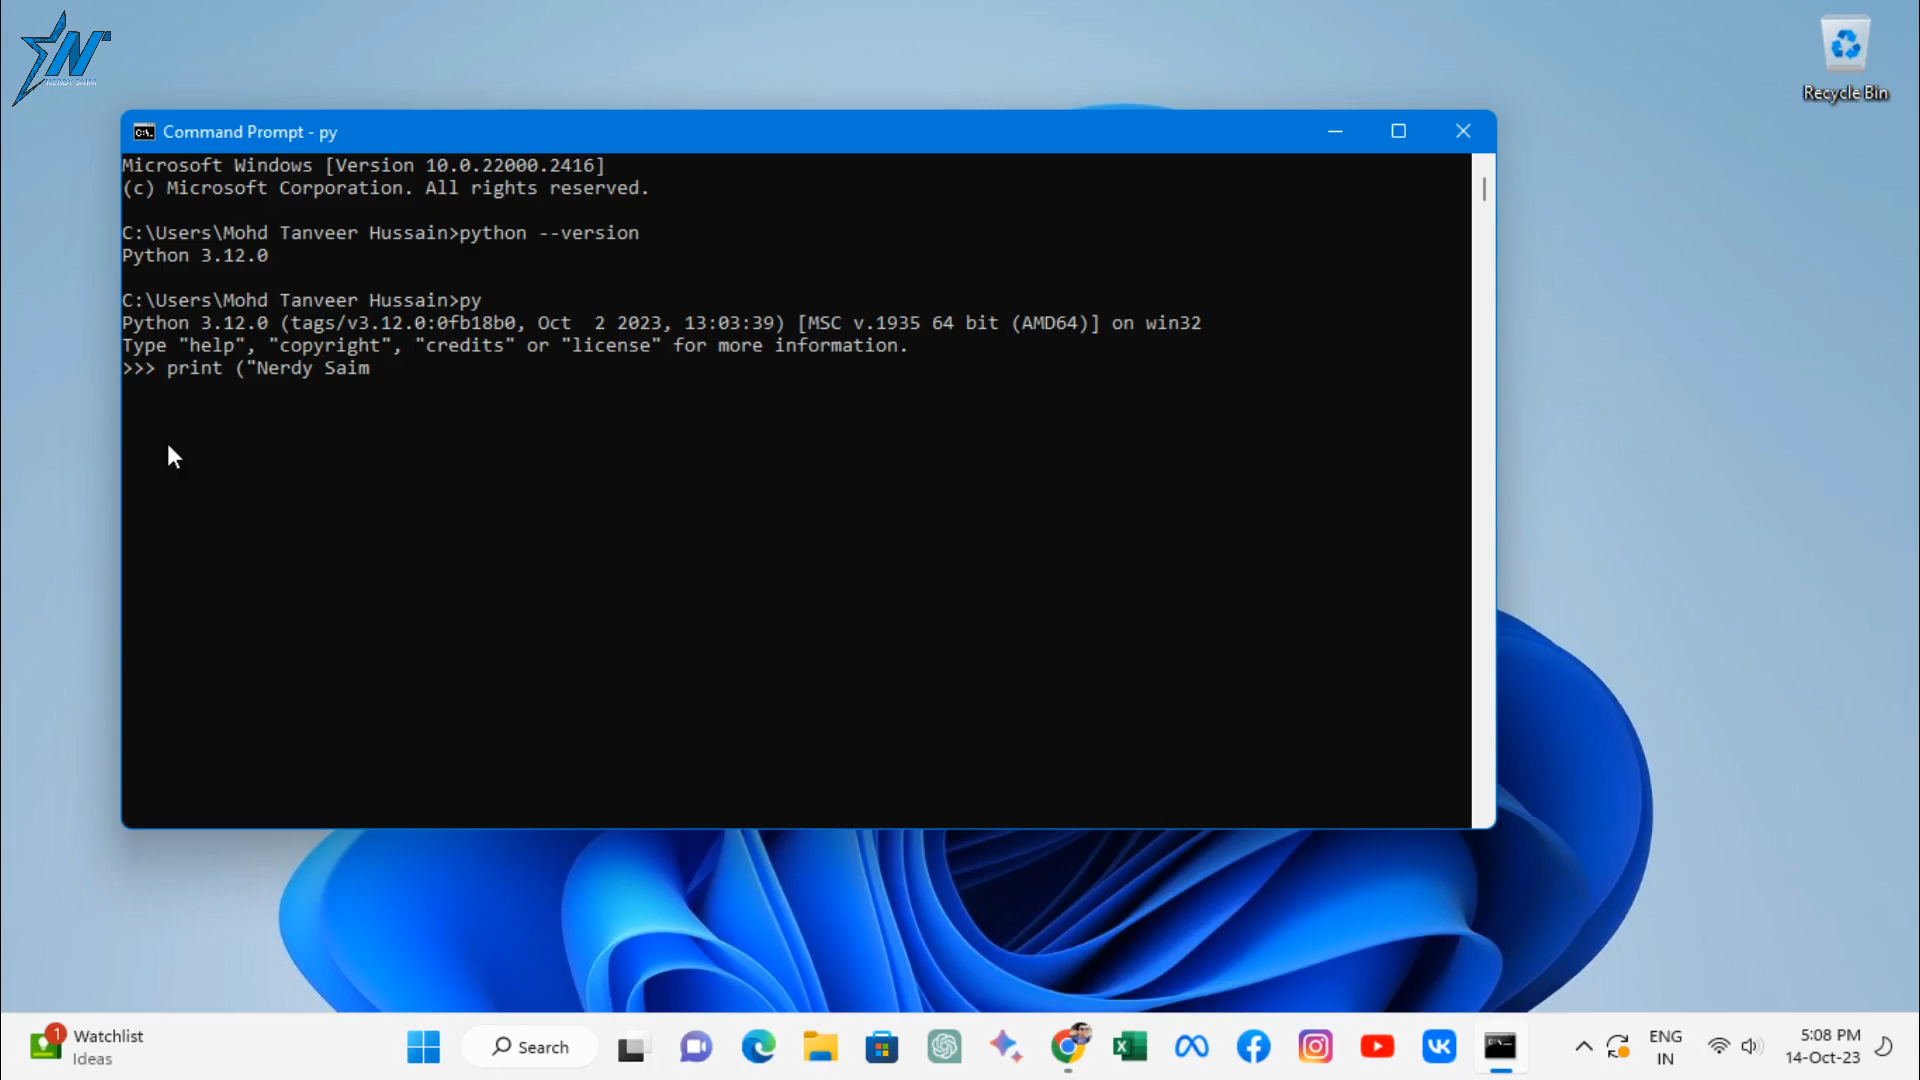 N
NERDY SAIM
Recycle Bin
Command Prompt - py
Microsoft Windows [Version 10.0.22000.2416]
(c) Microsoft Corporation. All rights reserved.
C:\Users\Mohd Tanveer Hussain>python --version
Python 3.12.0
C:\Users\Mohd Tanveer Hussain>py
Python 3.12.0 (tags/v3.12.0:0fb18b0, Oct  2 2023, 13:03:39) [MSC v.1935 64 bit (AMD64)] on win32
Type "help", "copyright", "credits" or "license" for more information.
>>> print ("Nerdy Saim
1
Watchlist
Ideas
Search
ENG
IN
5:08 PM
14-Oct-23